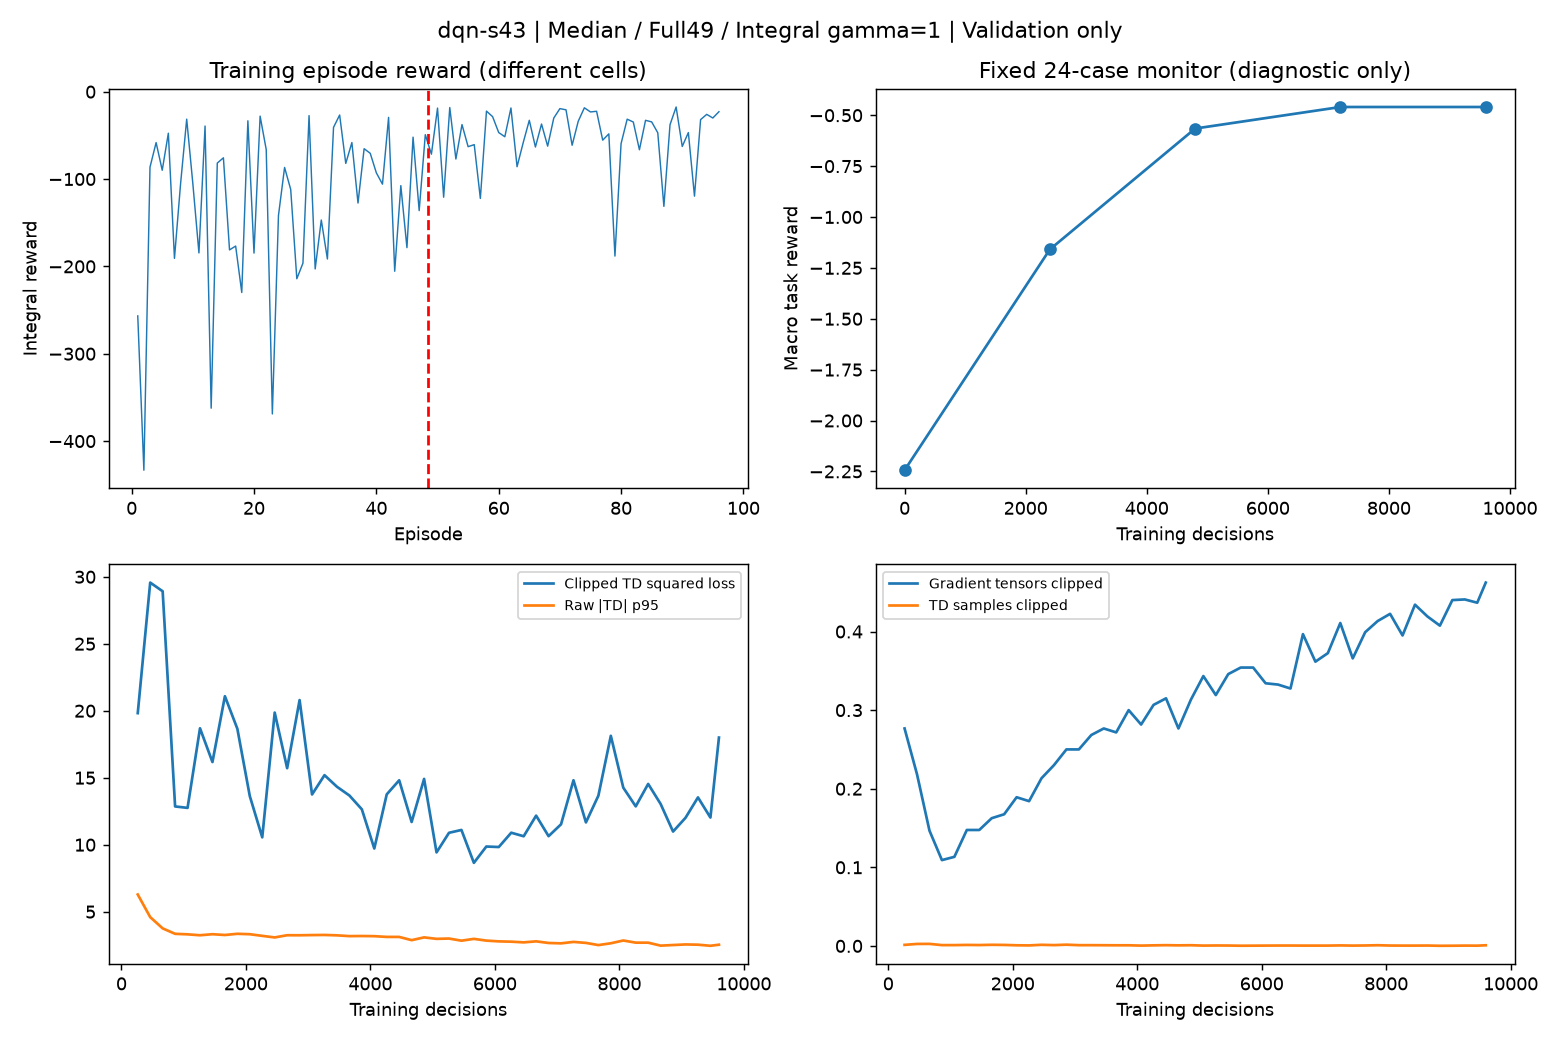 dqn-s43 | Median / Full49 / Integral gamma=1 | Validation only
Training episode reward (different cells)
0
−100
−200
−300
−400
Integral reward
0 20 40 60 80 100
Episode
Fixed 24-case monitor (diagnostic only)
−0.50
−0.75
−1.00
−1.25
−1.50
−1.75
−2.00
−2.25
Macro task reward
0 2000 4000 6000 8000 10000
Training decisions
30
25
20
15
10
5
Clipped TD squared loss
Raw |TD| p95
0 2000 4000 6000 8000 10000
Training decisions
Gradient tensors clipped
TD samples clipped
0.4
0.3
0.2
0.1
0.0
0 2000 4000 6000 8000 10000
Training decisions